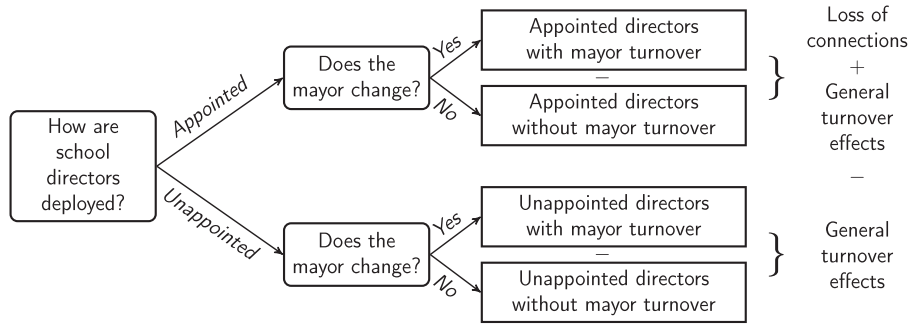 How are
school
directors
deployed?
Appointed
Unappointed
Does the
mayor change?
Yes
No
Appointed directors
with mayor turnover
−
Appointed directors
without mayor turnover
}
Loss of
connections
+
General
turnover
effects
−
Does the
mayor change?
Yes
No
Unappointed directors
with mayor turnover
−
Unappointed directors
without mayor turnover
}
General
turnover
effects